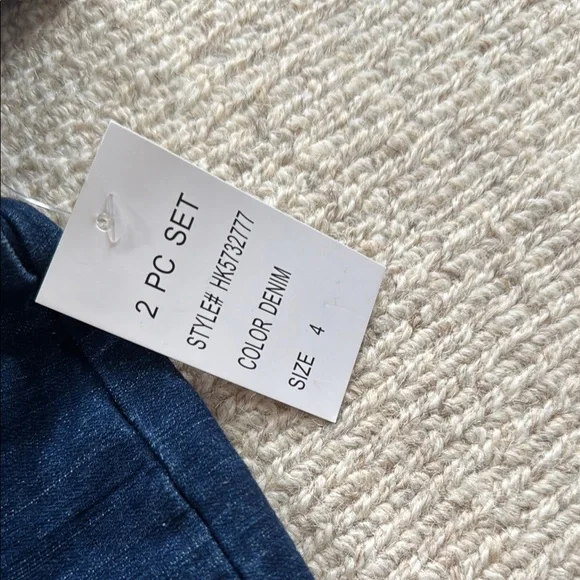 2 PC SET
STYLE# HK5732777
COLOR DENIM
SIZE 4